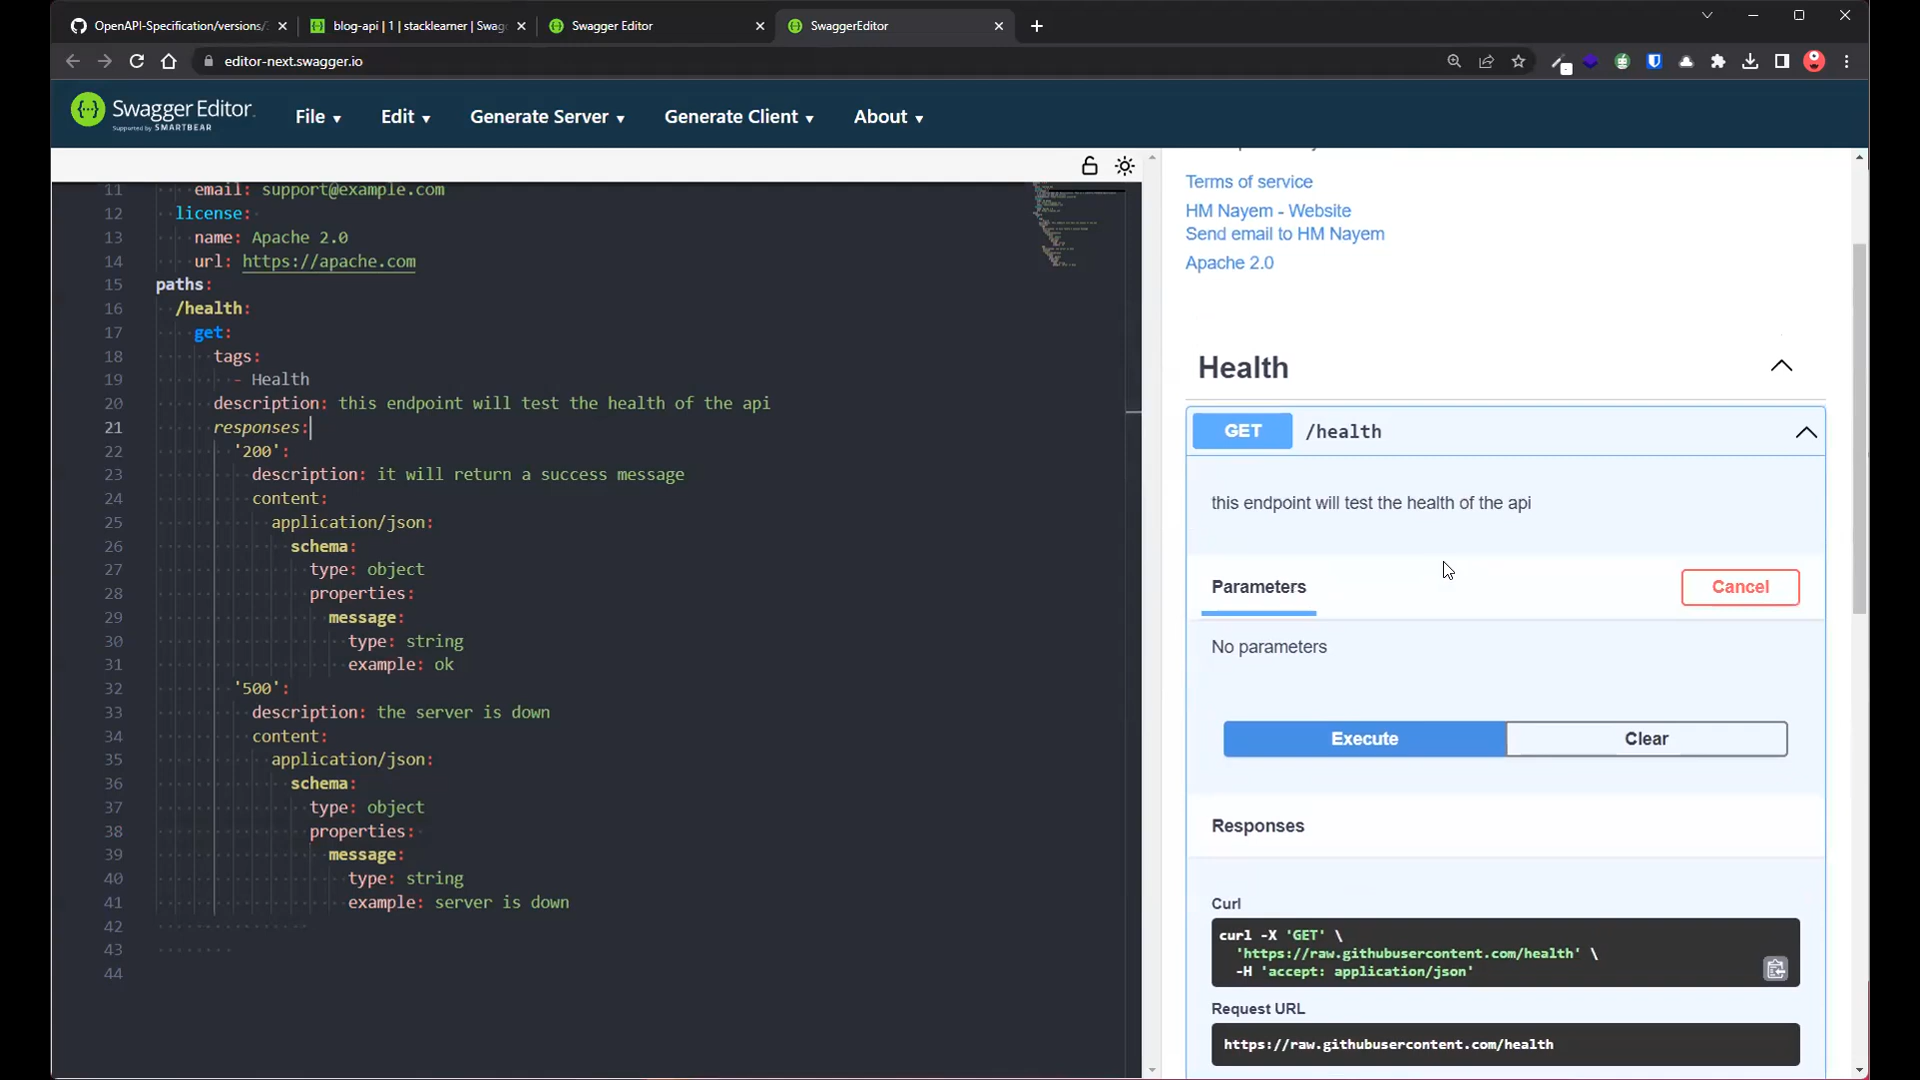 OpenAPI-Specification/versions/
blog-api | 1 | stacklearner | Swag
Swagger Editor
SwaggerEditor
editor-next.swagger.io
Swagger Editor
Supported by SMARTBEAR
File
Edit
Generate Server
Generate Client
About
11 email: support@example.com
12 license:
13 name: Apache 2.0
14 url: https://apache.com
15 paths:
16 /health:
17 get:
18 tags:
19 - Health
20 description: this endpoint will test the health of the api
21 responses:
22 '200':
23 description: it will return a success message
24 content:
25 application/json:
26 schema:
27 type: object
28 properties:
29 message:
30 type: string
31 example: ok
32 '500':
33 description: the server is down
34 content:
35 application/json:
36 schema:
37 type: object
38 properties:
39 message:
40 type: string
41 example: server is down
42
43
44
Terms of service
HM Nayem - Website
Send email to HM Nayem
Apache 2.0
Health
GET /health
this endpoint will test the health of the api
Parameters
Cancel
No parameters
Execute
Clear
Responses
Curl
curl -X 'GET' \
'https://raw.githubusercontent.com/health' \
-H 'accept: application/json'
Request URL
https://raw.githubusercontent.com/health